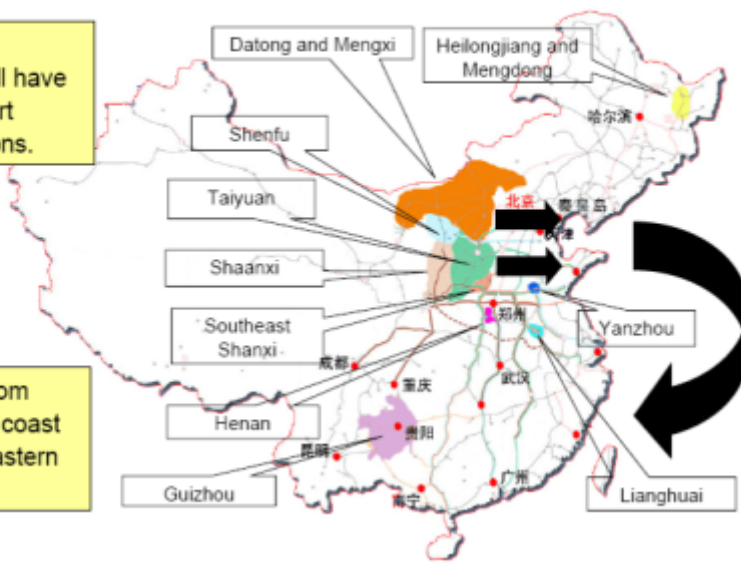 ll have
rt
ns.
Datong and Mengxi
Heilongjiang and
Mengdong
哈尔滨
Shenfu
Taiyuan
北京
秦皇岛
天津
Shaanxi
Southeast
Shanxi
郑州
Yanzhou
成都
重庆
武汉
om
coast
astern
Henan
贵阳
昆明
Guizhou
南宁
广州
Lianghuai